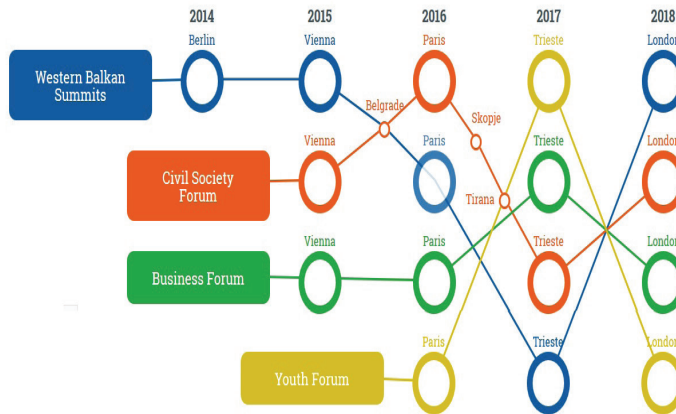 2014 2015 2016 2017 2018
Berlin Vienna Paris Trieste London
Western Balkan
Summits
Belgrade
Skopje
Vienna Paris Trieste London
Civil Society
Forum
Tirana
Vienna Paris Trieste London
Business Forum
Paris Trieste London
Youth Forum